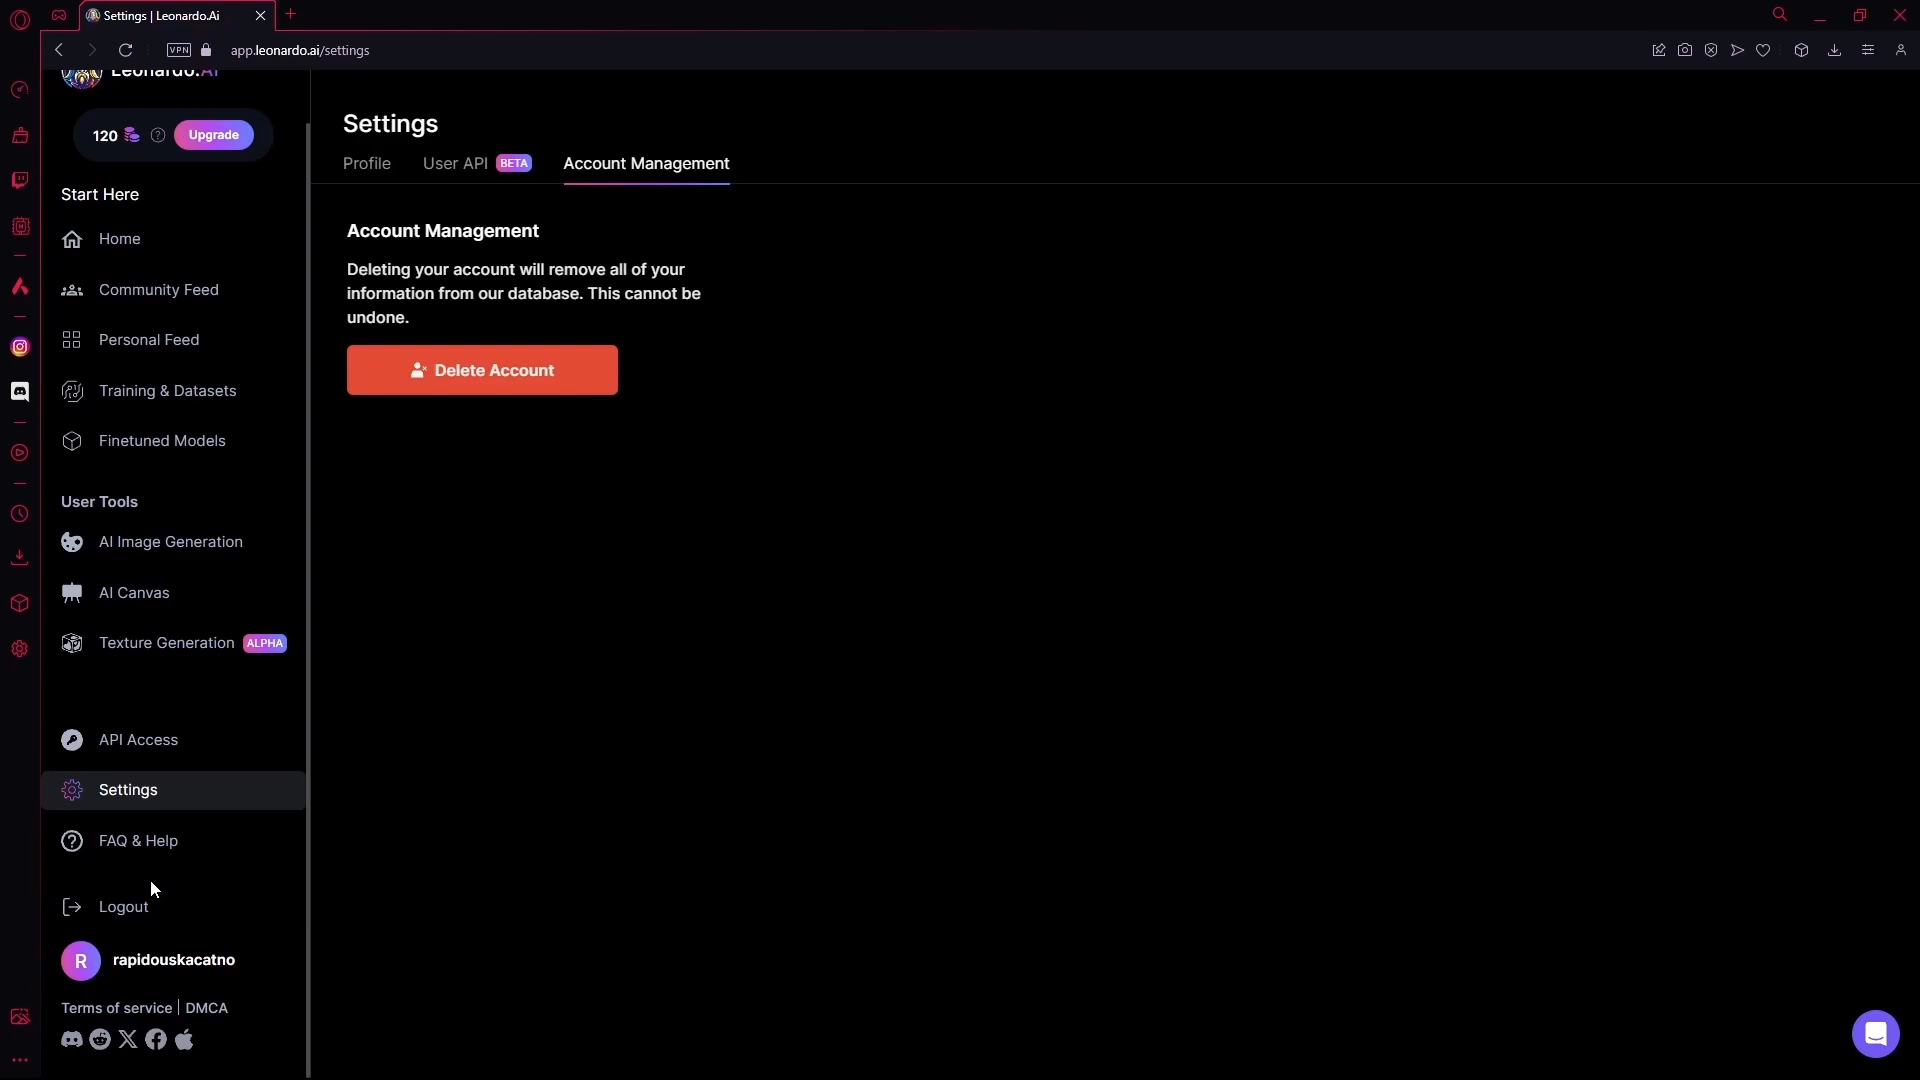 Settings | Leonardo.Ai
VPN
app.leonardo.ai/settings
Leonardo.Ai
120
Upgrade
Start Here
Home
Community Feed
Personal Feed
Training & Datasets
Finetuned Models
User Tools
AI Image Generation
AI Canvas
Texture Generation ALPHA
API Access
Settings
FAQ & Help
Logout
R rapidouskacatno
Terms of service | DMCA
Settings
Profile User API BETA Account Management
Account Management
Deleting your account will remove all of your
information from our database. This cannot be
undone.
Delete Account